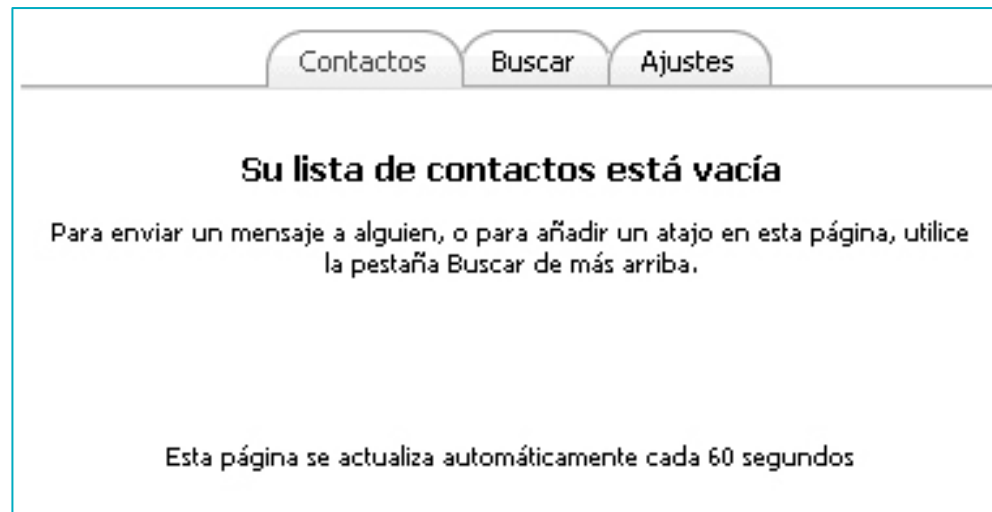 Contactos Buscar Ajustes
Su lista de contactos está vacía
Para enviar un mensaje a alguien, o para añadir un atajo en esta página, utilice
la pestaña Buscar de más arriba.
Esta página se actualiza automáticamente cada 60 segundos